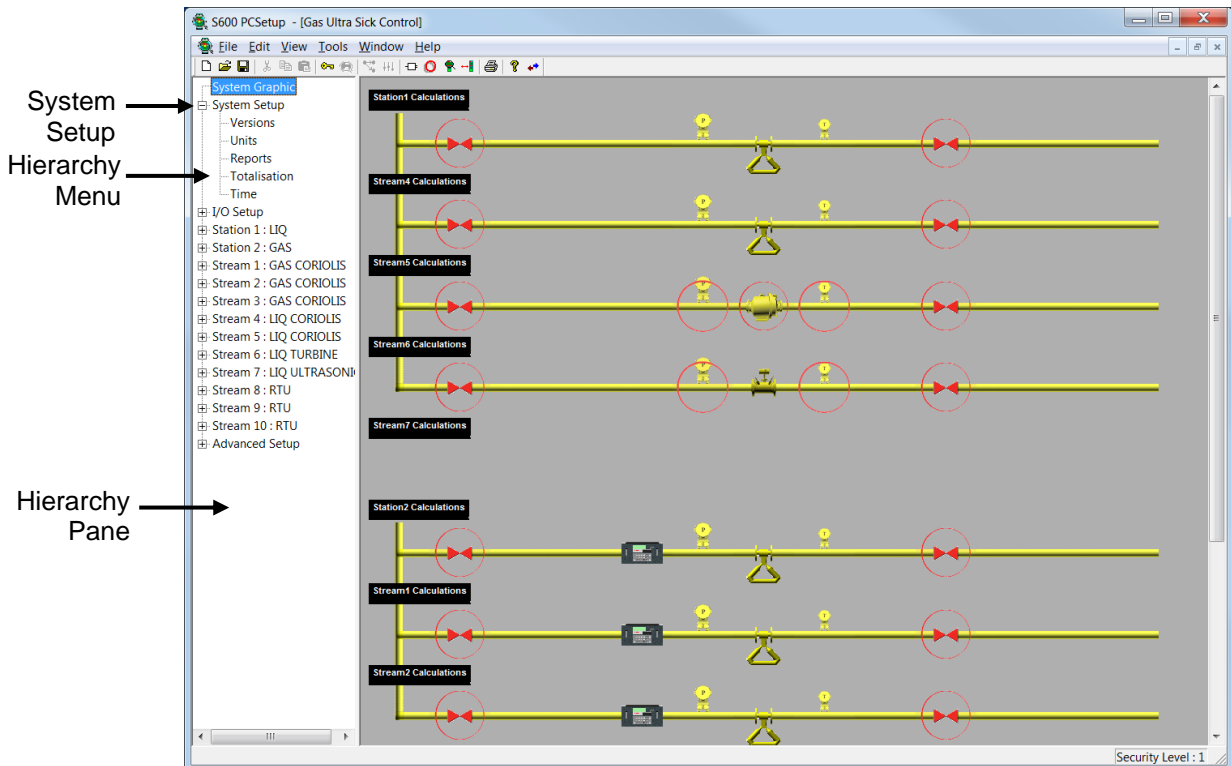 S600 PCSetup - [Gas Ultra Sick Control]
File Edit View Tools Window Help
System Graphic
System Setup
Versions
Units
Reports
Totalisation
Time
I/O Setup
Station 1 : LIQ
Station 2 : GAS
Stream 1 : GAS CORIOLIS
Stream 2 : GAS CORIOLIS
Stream 3 : GAS CORIOLIS
Stream 4 : LIQ CORIOLIS
Stream 5 : LIQ CORIOLIS
Stream 6 : LIQ TURBINE
Stream 7 : LIQ ULTRASONI
Stream 8 : RTU
Stream 9 : RTU
Stream 10 : RTU
Advanced Setup
System
Setup
Hierarchy
Menu
Hierarchy
Pane
Station1 Calculations
P
T
Stream4 Calculations
P
T
Stream5 Calculations
P
T
Stream6 Calculations
P
T
Stream7 Calculations
Station2 Calculations
P
T
Stream1 Calculations
P
T
Stream2 Calculations
P
T
Security Level : 1